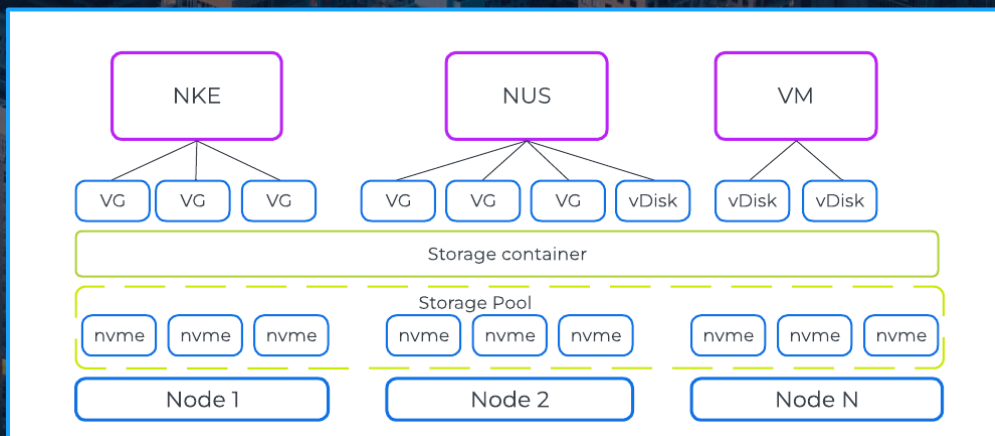 NKE NUS VM
VG VG VG VG VG VG vDisk vDisk vDisk
Storage container
Storage Pool
nvme nvme nvme nvme nvme nvme nvme nvme nvme
Node 1 Node 2 Node N